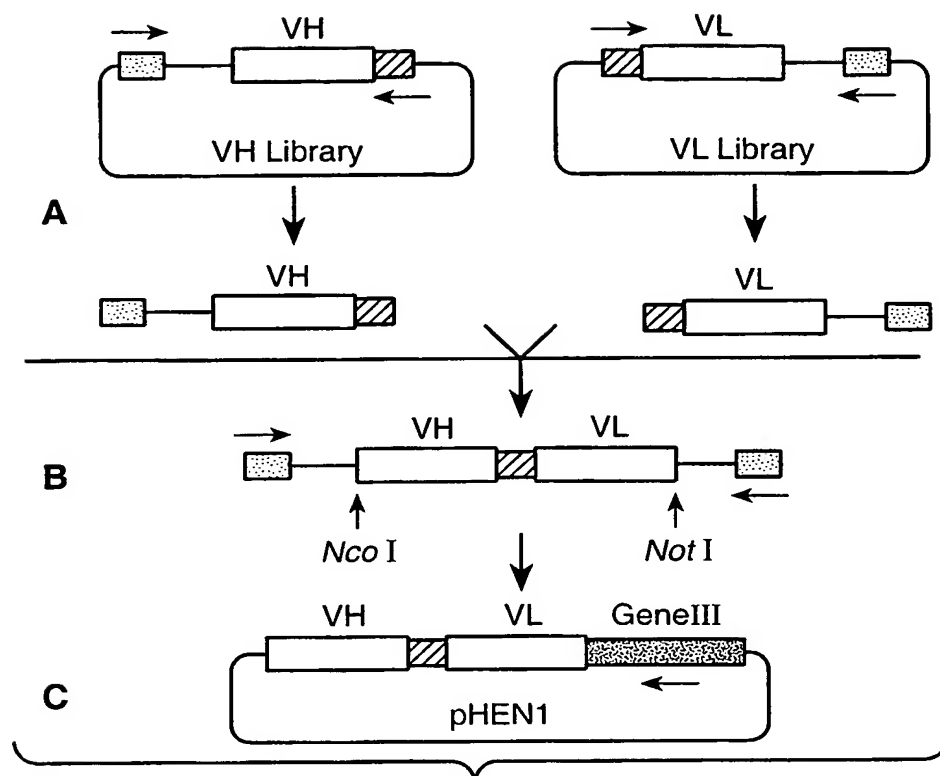 VH
VL
VH Library
VL Library
A
VH
VL
VH
VL
B
Nco I
Not I
VH
VL
GeneIII
C
pHEN1